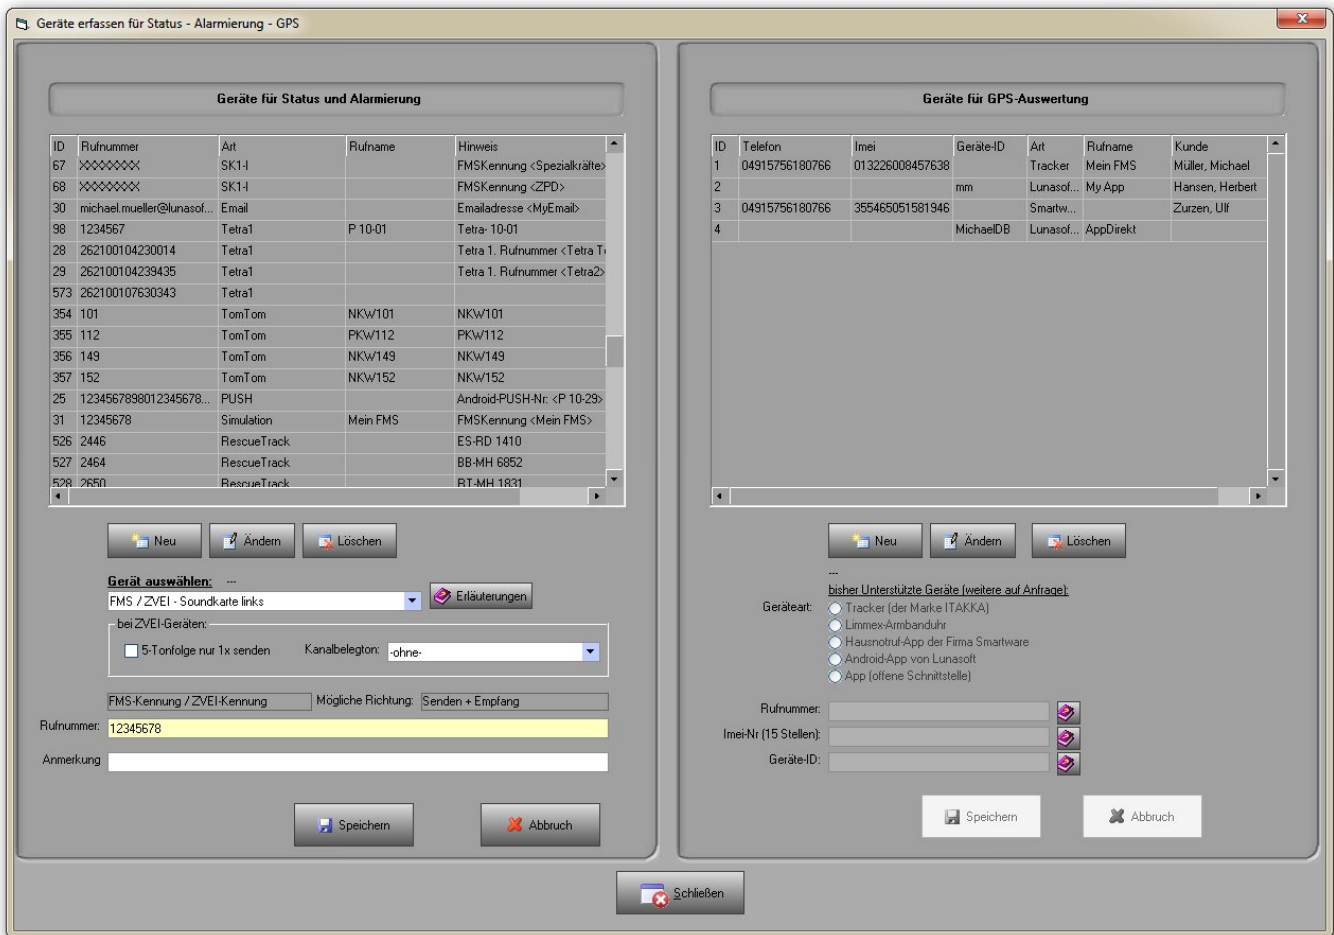 Geräte erfassen für Status - Alarmierung - GPS
Geräte für Status und Alarmierung
ID Rufnummer Art Rufname Hinweis
67 XXXXXXXX SK1-I FMSKennung <Spezialkräfte>
68 XXXXXXXX SK1-I FMSKennung <ZPD>
30 michael.mueller@lunasof... Email Emailadresse <MyEmail>
98 1234567 Tetra1 P 10-01 Tetra- 10-01
28 262100104230014 Tetra1 Tetra 1. Rufnummer <Tetra T
29 262100104239435 Tetra1 Tetra 1. Rufnummer <Tetra2>
573 262100107630343 Tetra1
354 101 TomTom NKW101 NKW101
355 112 TomTom PKW112 PKW112
356 149 TomTom NKW149 NKW149
357 152 TomTom NKW152 NKW152
25 1234567898012345678... PUSH Android-PUSH-Nr: <P 10-29>
31 12345678 Simulation Mein FMS FMSKennung <Mein FMS>
526 2446 RescueTrack ES-RD 1410
527 2464 RescueTrack BB-MH 6852
528 2650 RescueTrack RT-MH 1831
Neu Ändern Löschen
Gerät auswählen: ---
FMS / ZVEI - Soundkarte links Erläuterungen
bei ZVEI-Geräten:
5-Tonfolge nur 1x senden Kanalbelegton: -ohne-
FMS-Kennung / ZVEI-Kennung Mögliche Richtung: Senden + Empfang
Rufnummer: 12345678
Anmerkung
Speichern Abbruch
Geräte für GPS-Auswertung
ID Telefon Imei Geräte-ID Art Rufname Kunde
1 04915756180766 013226008457638 Tracker Mein FMS Müller, Michael
2 mm Lunasof... My App Hansen, Herbert
3 04915756180766 355465051581946 Smartw... Zurzen, Ulf
4 MichaelDB Lunasof... AppDirekt
Neu Ändern Löschen
---
bisher Unterstützte Geräte (weitere auf Anfrage):
Geräteart: Tracker (der Marke ITAKKA)
Limmex-Armbanduhr
Hausnotruf-App der Firma Smartware
Android-App von Lunasoft
App (offene Schnittstelle)
Rufnummer:
Imei-Nr (15 Stellen):
Geräte-ID:
Speichern Abbruch
Schließen